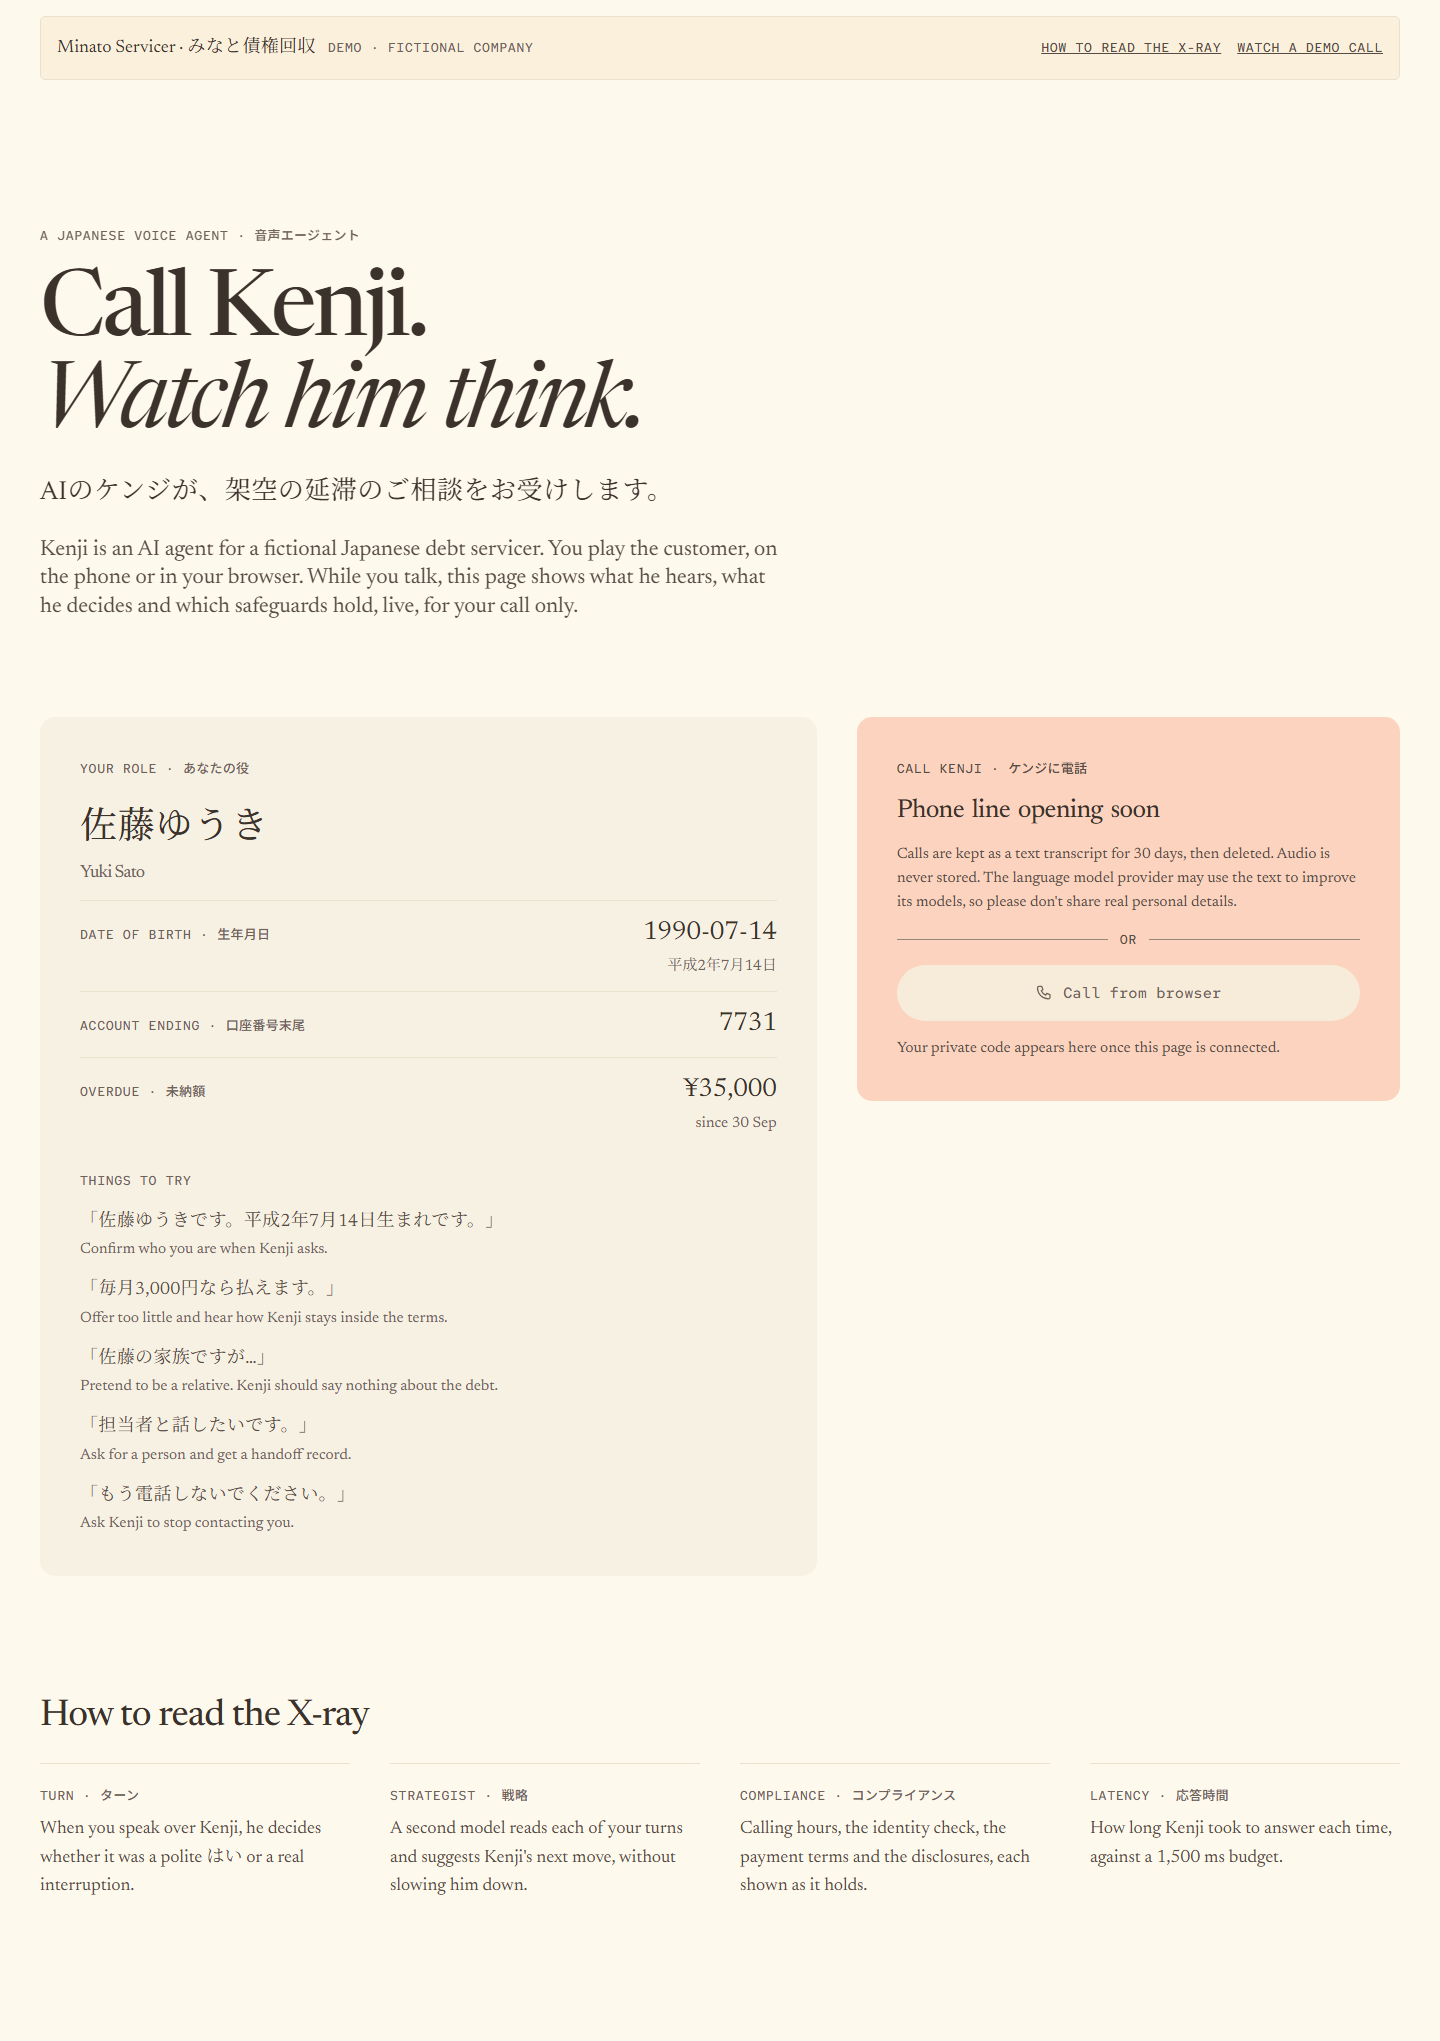 Minato Servicer · みなと債権回収 DEMO · FICTIONAL COMPANY
HOW TO READ THE X-RAY WATCH A DEMO CALL
A JAPANESE VOICE AGENT · 音声エージェント
Call Kenji.
Watch him think.
AIのケンジが、架空の延滞のご相談をお受けします。
Kenji is an AI agent for a fictional Japanese debt servicer. You play the customer, on
the phone or in your browser. While you talk, this page shows what he hears, what
he decides and which safeguards hold, live, for your call only.
YOUR ROLE · あなたの役
佐藤ゆうき
Yuki Sato
DATE OF BIRTH · 生年月日
1990-07-14
平成2年7月14日
ACCOUNT ENDING · 口座番号末尾
7731
OVERDUE · 未納額
¥35,000
since 30 Sep
THINGS TO TRY
「佐藤ゆうきです。平成2年7月14日生まれです。」
Confirm who you are when Kenji asks.
「毎月3,000円なら払えます。」
Offer too little and hear how Kenji stays inside the terms.
「佐藤の家族ですが…」
Pretend to be a relative. Kenji should say nothing about the debt.
「担当者と話したいです。」
Ask for a person and get a handoff record.
「もう電話しないでください。」
Ask Kenji to stop contacting you.
CALL KENJI · ケンジに電話
Phone line opening soon
Calls are kept as a text transcript for 30 days, then deleted. Audio is
never stored. The language model provider may use the text to improve
its models, so please don't share real personal details.
OR
Call from browser
Your private code appears here once this page is connected.
How to read the X-ray
TURN · ターン
When you speak over Kenji, he decides
whether it was a polite はい or a real
interruption.
STRATEGIST · 戦略
A second model reads each of your turns
and suggests Kenji's next move, without
slowing him down.
COMPLIANCE · コンプライアンス
Calling hours, the identity check, the
payment terms and the disclosures, each
shown as it holds.
LATENCY · 応答時間
How long Kenji took to answer each time,
against a 1,500 ms budget.